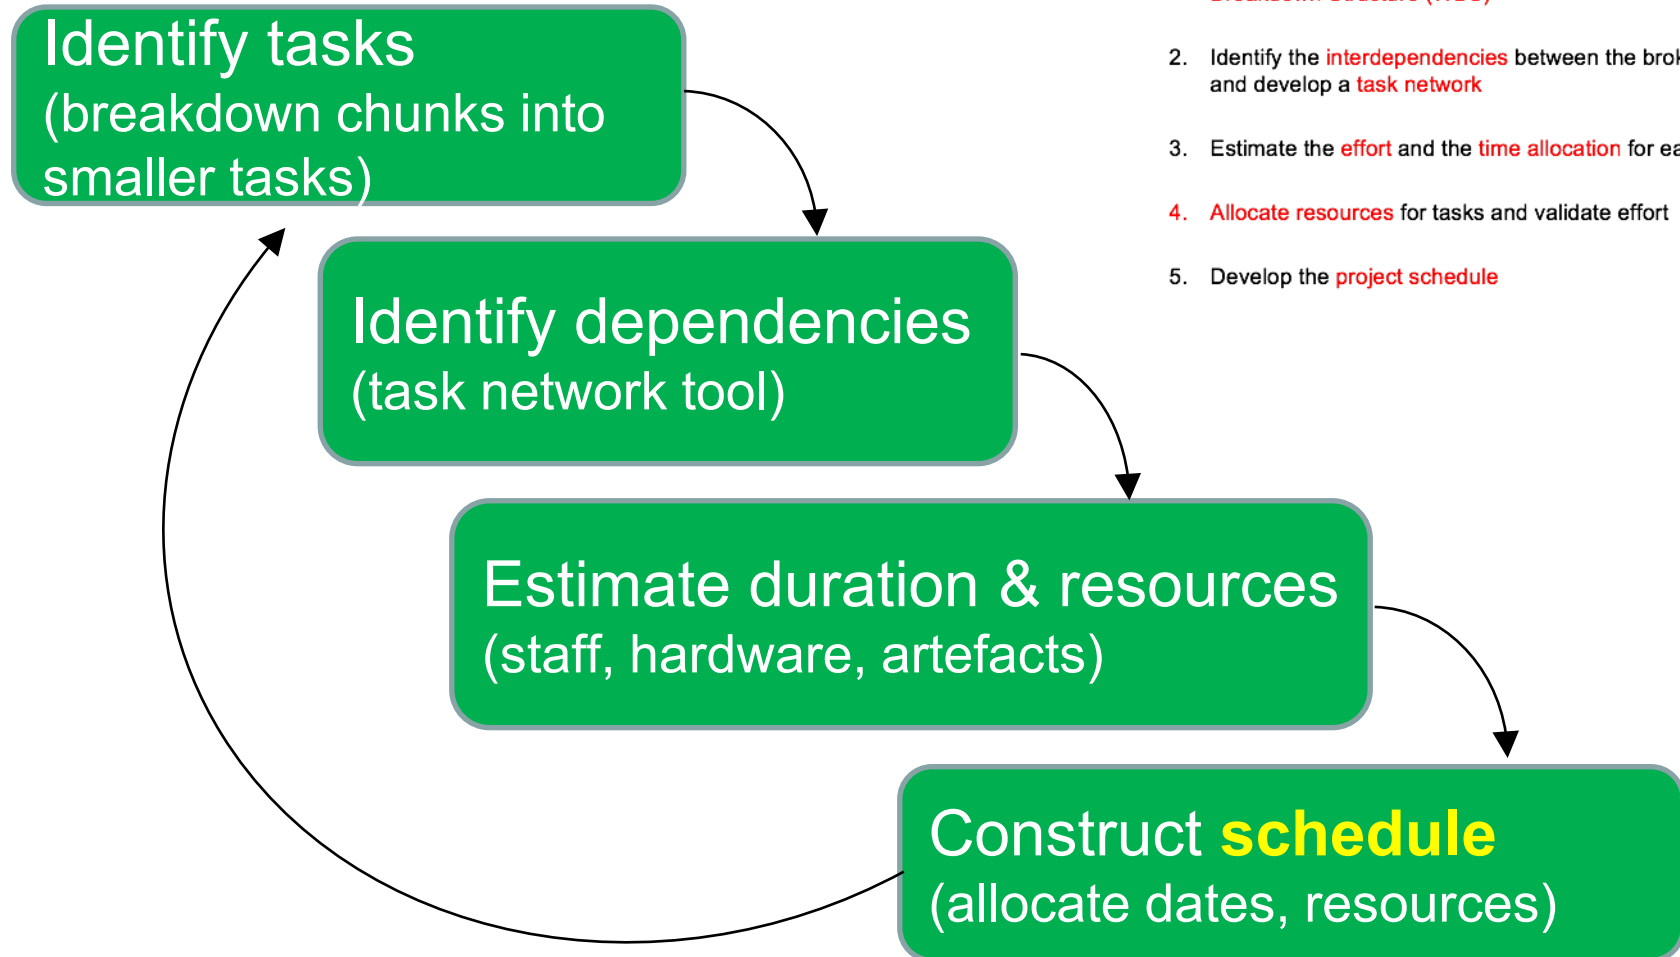 Identify tasks
(breakdown chunks into
smaller tasks)
Identify dependencies
(task network tool)
Estimate duration & resources
(staff, hardware, artefacts)
Construct schedule
(allocate dates, resources)
2. Identify the interdependencies between the
and develop a task network
3. Estimate the effort and the time allocation for
4. Allocate resources for tasks and validate effort
5. Develop the project schedule